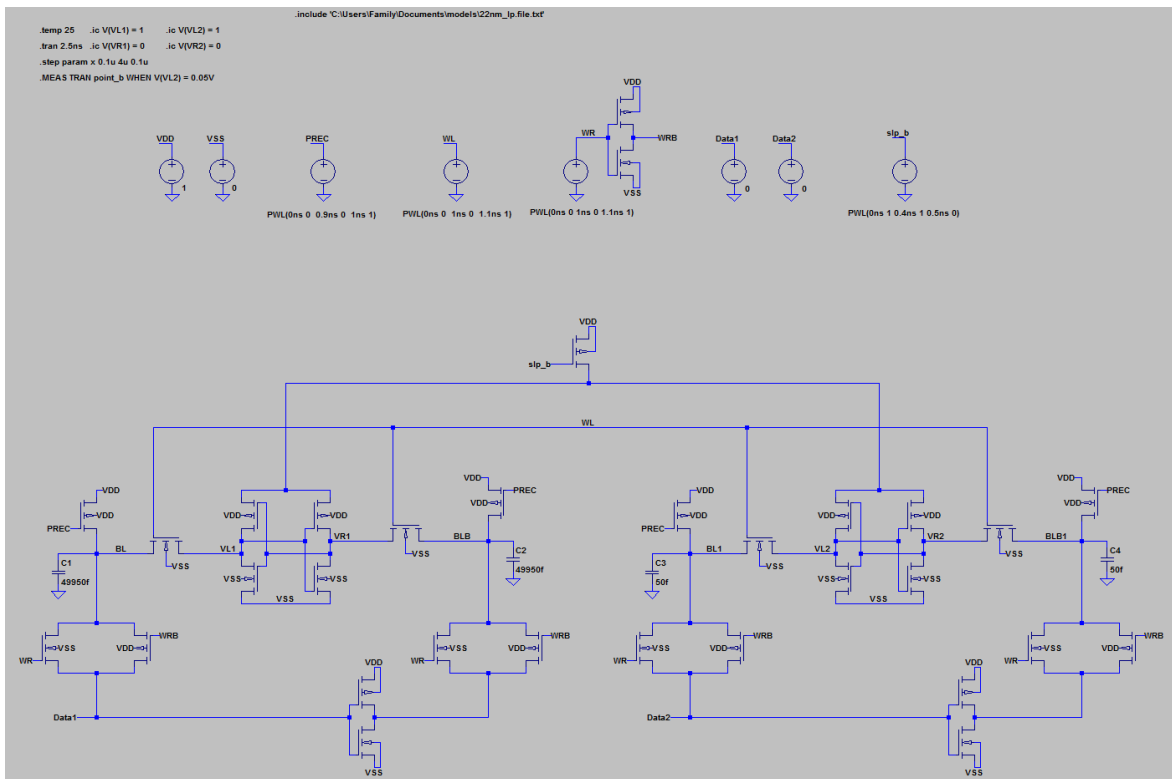 .include 'C:\Users\Family\Documents\models\22nm_lp.file.txt'
.temp 25 .ic V(VL1) = 1 .ic V(VL2) = 1
.tran 2.5ns .ic V(VR1) = 0 .ic V(VR2) = 0
.step param x 0.1u 4u 0.1u
.MEAS TRAN point_b WHEN V(VL2) = 0.05V
VDD
VDD VSS PREC WL WR WRB Data1 Data2 slp_b
1 0 VSS 0 0
PWL(0ns 0 0.9ns 0 1ns 1) PWL(0ns 0 1ns 0 1.1ns 1) PWL(0ns 0 1ns 0 1.1ns 1) PWL(0ns 1 0.4ns 1 0.5ns 0)
VDD
slp_b
WL
VDD VDD VDD VDD
PREC PREC
VDD VDD VDD VDD VDD VDD VDD VDD
PREC PREC
BL VL1 VR1 BLB BL1 VL2 VR2 BLB1
VSS VSS VSS VSS
C1 C2 C3 C4
49950f 49950f 50f 50f
VSS VSS VSS VSS
VSS VSS
WRB WRB WRB WRB
VSS VDD VSS VDD VSS VDD VSS VDD
WR WR WR WR
VDD VDD
Data1 Data2
VSS VSS